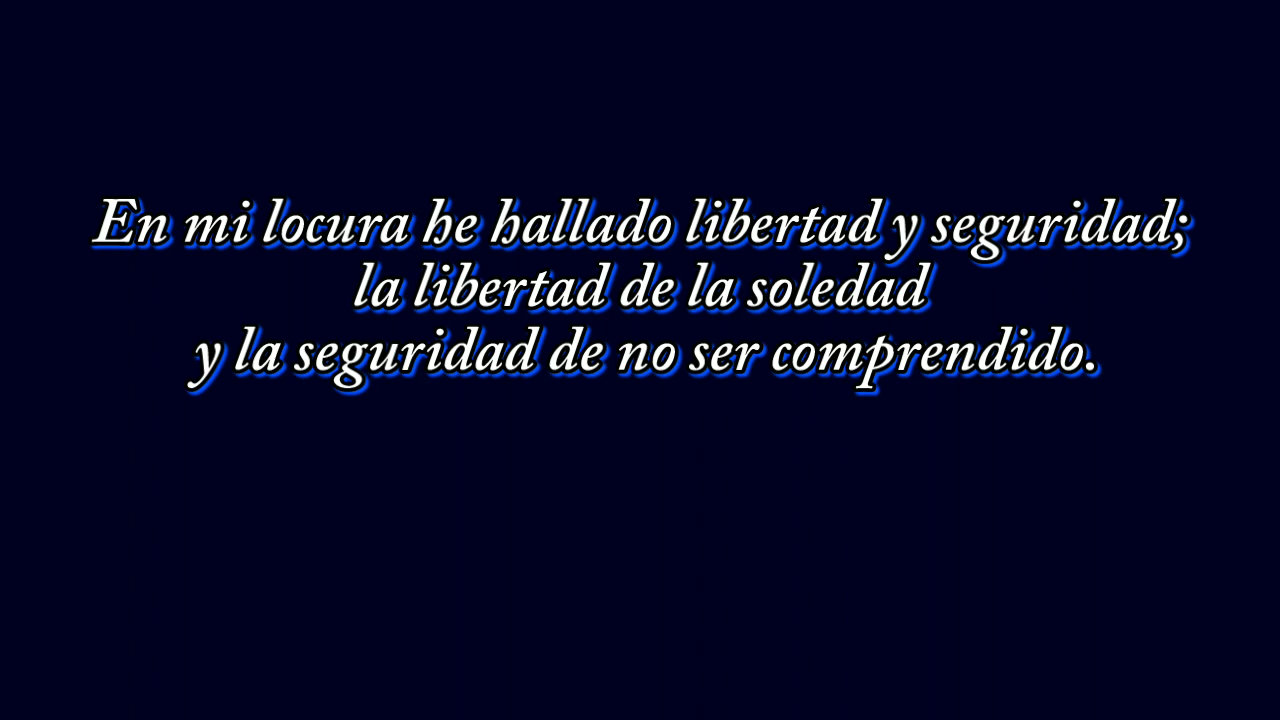 En mi locura he hallado libertad y seguridad;
la libertad de la soledad
y la seguridad de no ser comprendido.